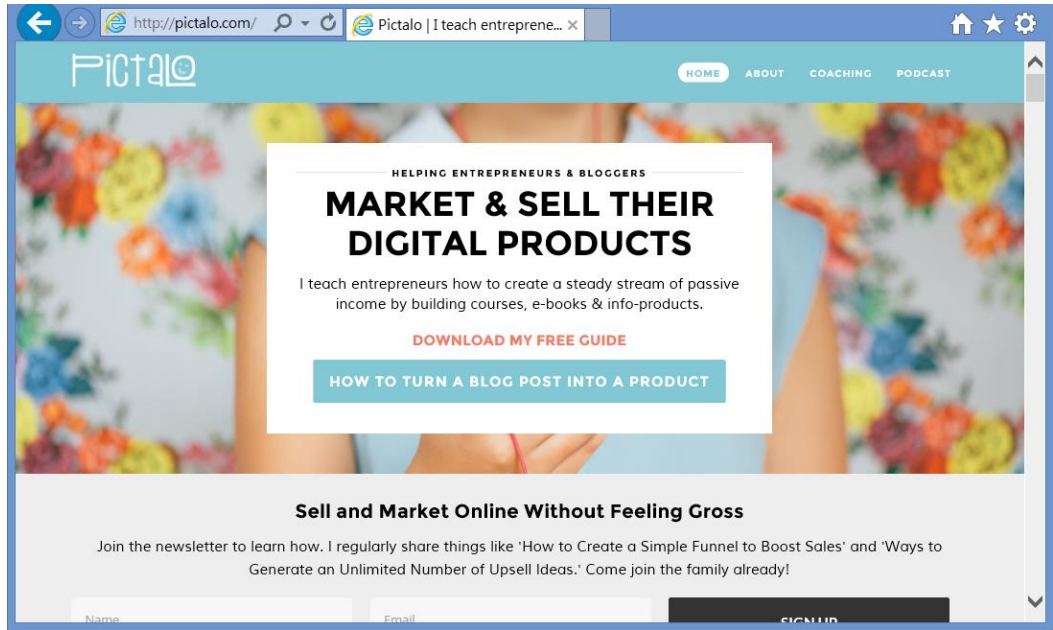 http://pictalo.com/
Pictalo | I teach entreprene...
Pictalo
HOME ABOUT COACHING PODCAST
HELPING ENTREPRENEURS & BLOGGERS
MARKET & SELL THEIR
DIGITAL PRODUCTS
I teach entrepreneurs how to create a steady stream of passive
income by building courses, e-books & info-products.
DOWNLOAD MY FREE GUIDE
HOW TO TURN A BLOG POST INTO A PRODUCT
Sell and Market Online Without Feeling Gross
Join the newsletter to learn how. I regularly share things like 'How to Create a Simple Funnel to Boost Sales' and 'Ways to
Generate an Unlimited Number of Upsell Ideas.' Come join the family already!
Name Email SIGN UP